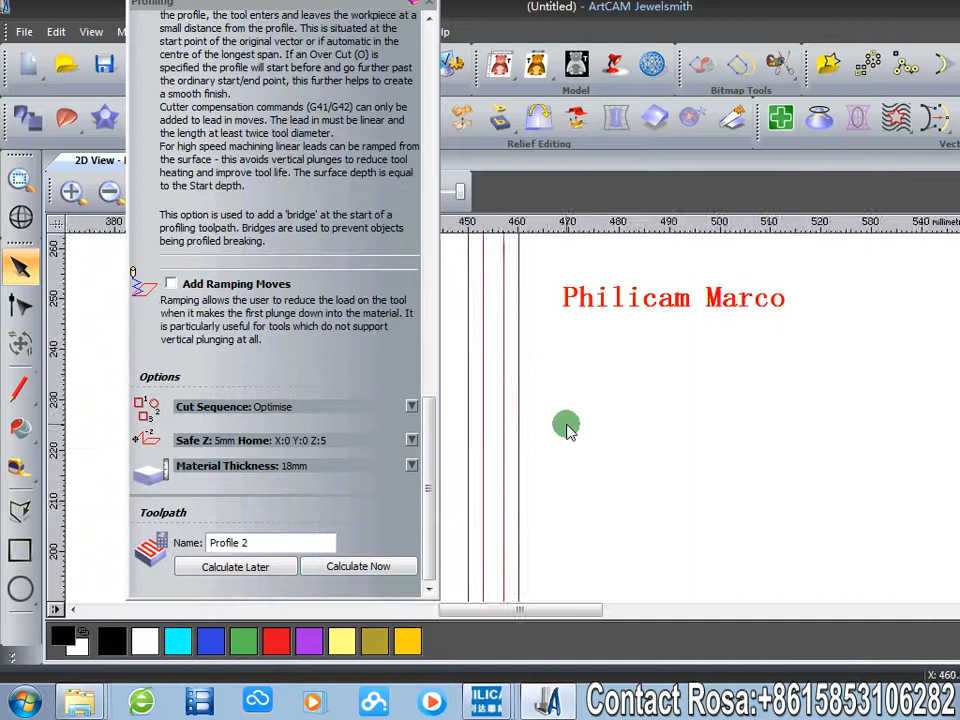 (Untitled) - ArtCAM Jewelsmith
File Edit View
Profiling
Model
Bitmap Tools
Relief Editing
2D View -
380
450 460 470 480 490 500 510 520 530 540
260
250
240
230
220
210
200
the profile, the tool enters and leaves the workpiece at a
small distance from the profile. This is situated at the
start point of the original vector or if automatic in the
centre of the longest span. If an Over Cut (O) is
specified the profile will start before and go further past
the ordinary start/end point, this further helps to create
a smooth finish.
Cutter compensation commands (G41/G42) can only be
added to lead in moves. The lead in must be linear and
the length at least twice tool diameter.
For high speed machining linear leads can be ramped from
the surface - this avoids vertical plunges to reduce tool
heating and improve tool life. The surface depth is equal
to the Start depth.
This option is used to add a 'bridge' at the start of a
profiling toolpath. Bridges are used to prevent objects
being profiled breaking.
Add Ramping Moves
Ramping allows the user to reduce the load on the tool
when it makes the first plunge down into the material. It
is particularly useful for tools which do not support
vertical plunging at all.
Options
Cut Sequence: Optimise
Safe Z: 5mm Home: X:0 Y:0 Z:5
Material Thickness: 18mm
Toolpath
Name: Profile 2
Calculate Later
Calculate Now
Philicam Marco
X: 460.
Contact Rosa:+8615853106282